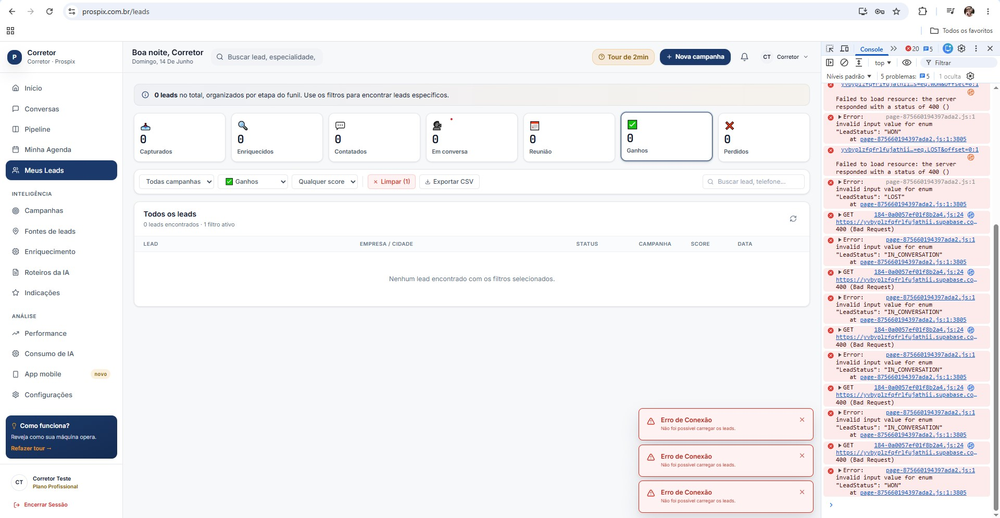 prospix.com.br/leads
Todos os favoritos
P
Corretor
Corretor · Prospix
Início
Conversas
Pipeline
Minha Agenda
Meus Leads
INTELIGÊNCIA
Campanhas
Fontes de leads
Enriquecimento
Roteiros da IA
Indicações
ANÁLISE
Performance
Consumo de IA
App mobile novo
Configurações
Como funciona?
Reveja como sua máquina opera.
Refazer tour →
CT
Corretor Teste
Plano Profissional
Encerrar Sessão
Boa noite, Corretor
Domingo, 14 De Junho
Buscar lead, especialidade,
Tour de 2min
+ Nova campanha
CT Corretor
0 leads no total, organizados por etapa do funil. Use os filtros para encontrar leads específicos.
0
Capturados
0
Enriquecidos
0
Contatados
0
Em conversa
0
Reunião
0
Ganhos
0
Perdidos
Todas campanhas
Ganhos
Qualquer score
× Limpar (1)
Exportar CSV
Buscar lead, telefone...
Todos os leads
0 leads encontrados · 1 filtro ativo
LEAD EMPRESA / CIDADE STATUS CAMPANHA SCORE DATA
Nenhum lead encontrado com os filtros selecionados.
Erro de Conexão
Não foi possível carregar os leads.
Erro de Conexão
Não foi possível carregar os leads.
Erro de Conexão
Não foi possível carregar os leads.
Console 20 5
top Filtrar
Níveis padrão 5 problemas: 5 1 oculta
yvbyplzfqfrlfujathii…s=eq.WON&offset=0:1
Failed to load resource: the server
responded with a status of 400 ()
Error: page-875660194397ada2.js:1
invalid input value for enum
"LeadStatus": "WON"
at page-875660194397ada2.js:1:3805
yvbyplzfqfrlfujathii…=eq.LOST&offset=0:1
Failed to load resource: the server
responded with a status of 400 ()
Error: page-875660194397ada2.js:1
invalid input value for enum
"LeadStatus": "LOST"
at page-875660194397ada2.js:1:3805
GET 184-0a0057ef01f8b2a4.js:24
https://yvbyplzfqfrlfujathii.supabase.co…
400 (Bad Request)
Error: page-875660194397ada2.js:1
invalid input value for enum
"LeadStatus": "IN_CONVERSATION"
at page-875660194397ada2.js:1:3805
GET 184-0a0057ef01f8b2a4.js:24
https://yvbyplzfqfrlfujathii.supabase.co…
400 (Bad Request)
Error: page-875660194397ada2.js:1
invalid input value for enum
"LeadStatus": "IN_CONVERSATION"
at page-875660194397ada2.js:1:3805
GET 184-0a0057ef01f8b2a4.js:24
https://yvbyplzfqfrlfujathii.supabase.co…
400 (Bad Request)
Error: page-875660194397ada2.js:1
invalid input value for enum
"LeadStatus": "IN_CONVERSATION"
at page-875660194397ada2.js:1:3805
GET 184-0a0057ef01f8b2a4.js:24
https://yvbyplzfqfrlfujathii.supabase.co…
400 (Bad Request)
Error: page-875660194397ada2.js:1
invalid input value for enum
"LeadStatus": "IN_CONVERSATION"
at page-875660194397ada2.js:1:3805
GET 184-0a0057ef01f8b2a4.js:24
https://yvbyplzfqfrlfujathii.supabase.co…
400 (Bad Request)
Error: page-875660194397ada2.js:1
invalid input value for enum
"LeadStatus": "WON"
at page-875660194397ada2.js:1:3805